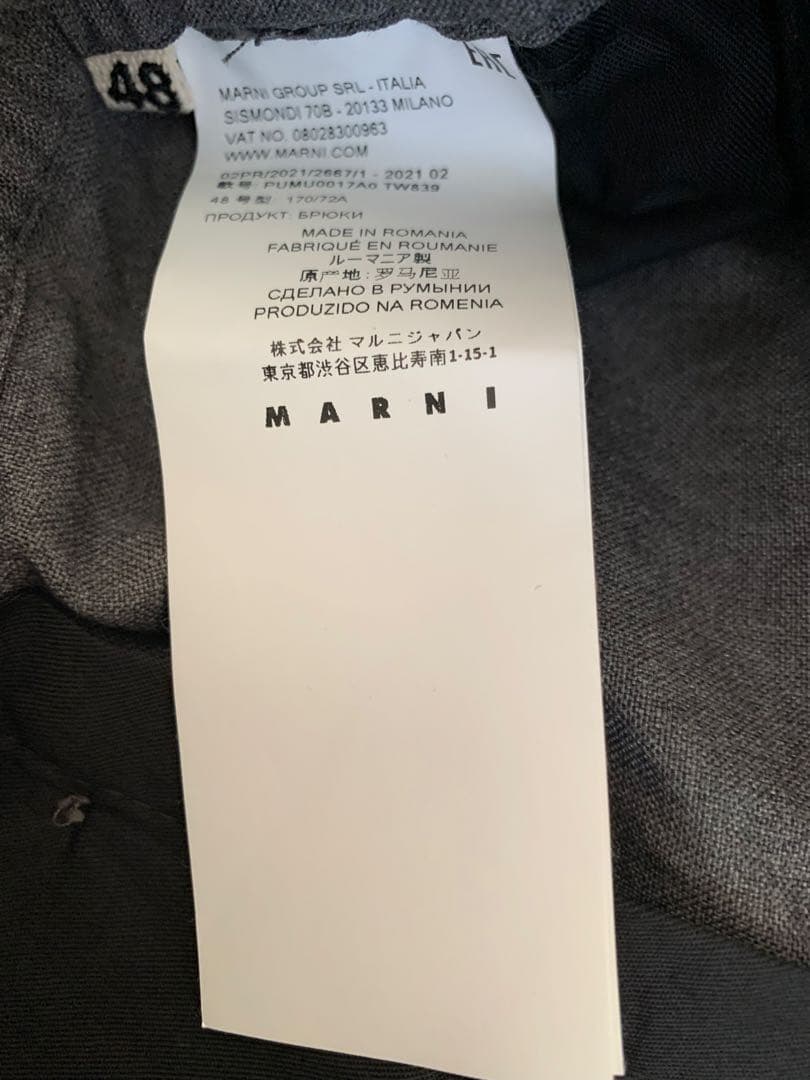 48
EAC
MARNI GROUP SRL - ITALIA
SISMONDI 70B - 20133 MILANO
VAT NO. 08028300963
WWW.MARNI.COM
02PR/2021/2667/1 - 2021 02
款号: PUMU0017A0 TW839
48 号型: 170/72A
ПРОДУКТ: БРЮКИ
MADE IN ROMANIA
FABRIQUÉ EN ROUMANIE
ルーマニア製
原产地: 罗马尼亚
СДЕЛАНО В РУМЫНИИ
PRODUZIDO NA ROMENIA
株式会社 マルニジャパン
東京都渋谷区恵比寿南1-15-1
MARNI